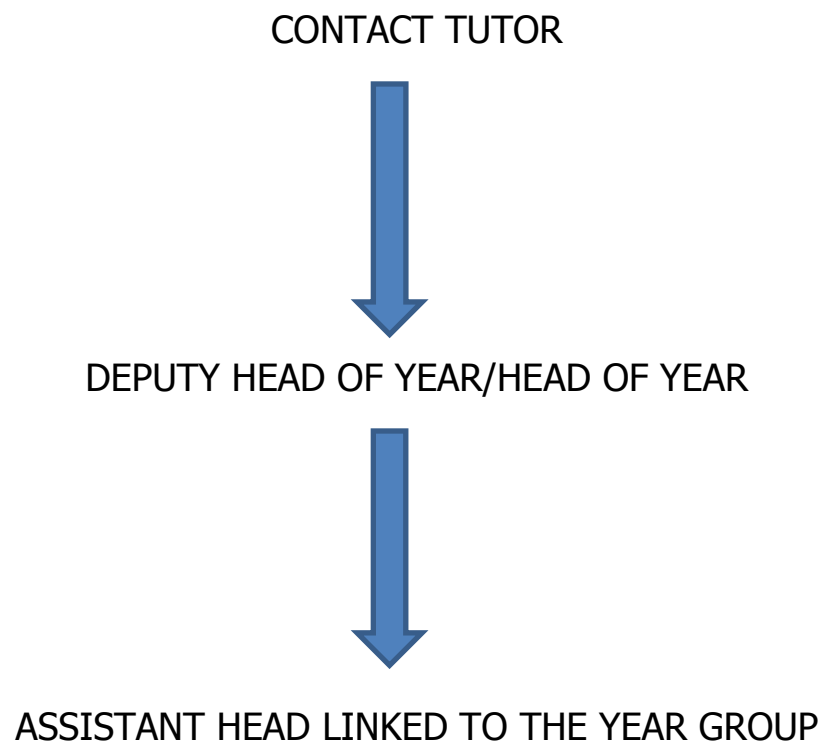 CONTACT TUTOR
DEPUTY HEAD OF YEAR/HEAD OF YEAR
ASSISTANT HEAD LINKED TO THE YEAR GROUP